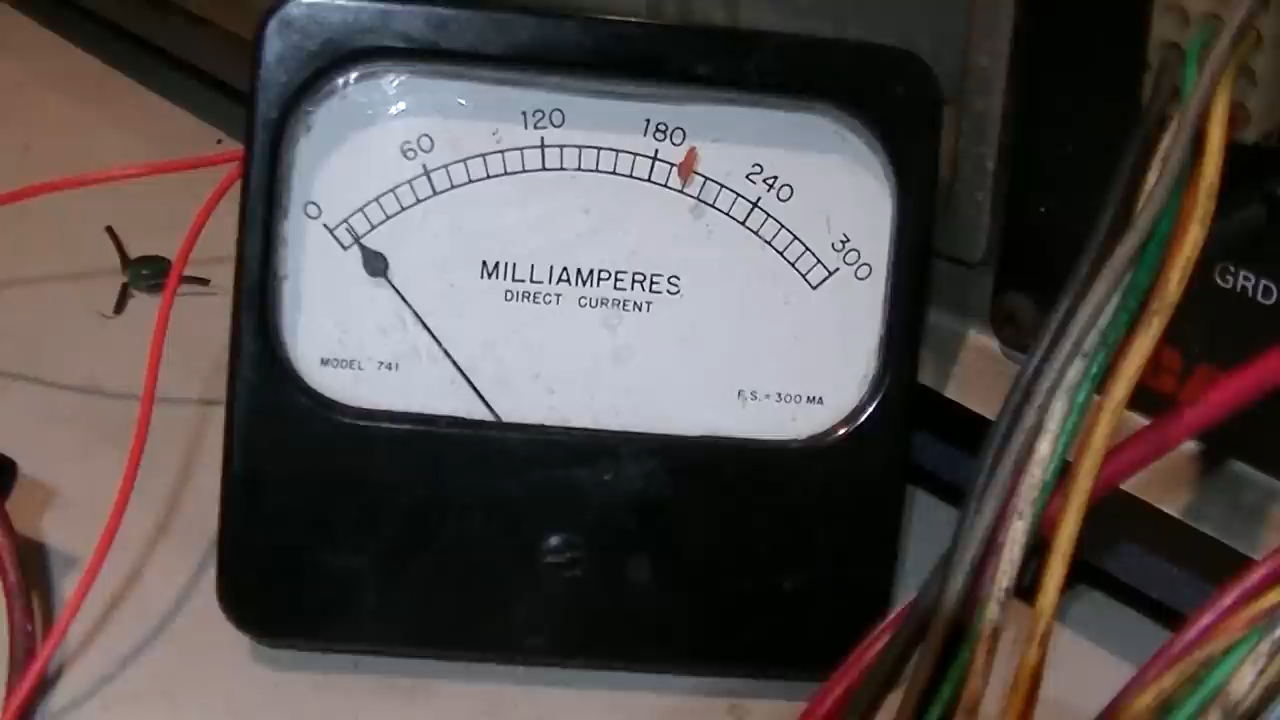 0 60 120 180 240 300
MILLIAMPERES
DIRECT CURRENT
MODEL 741
F.S. = 300 MA
GRD